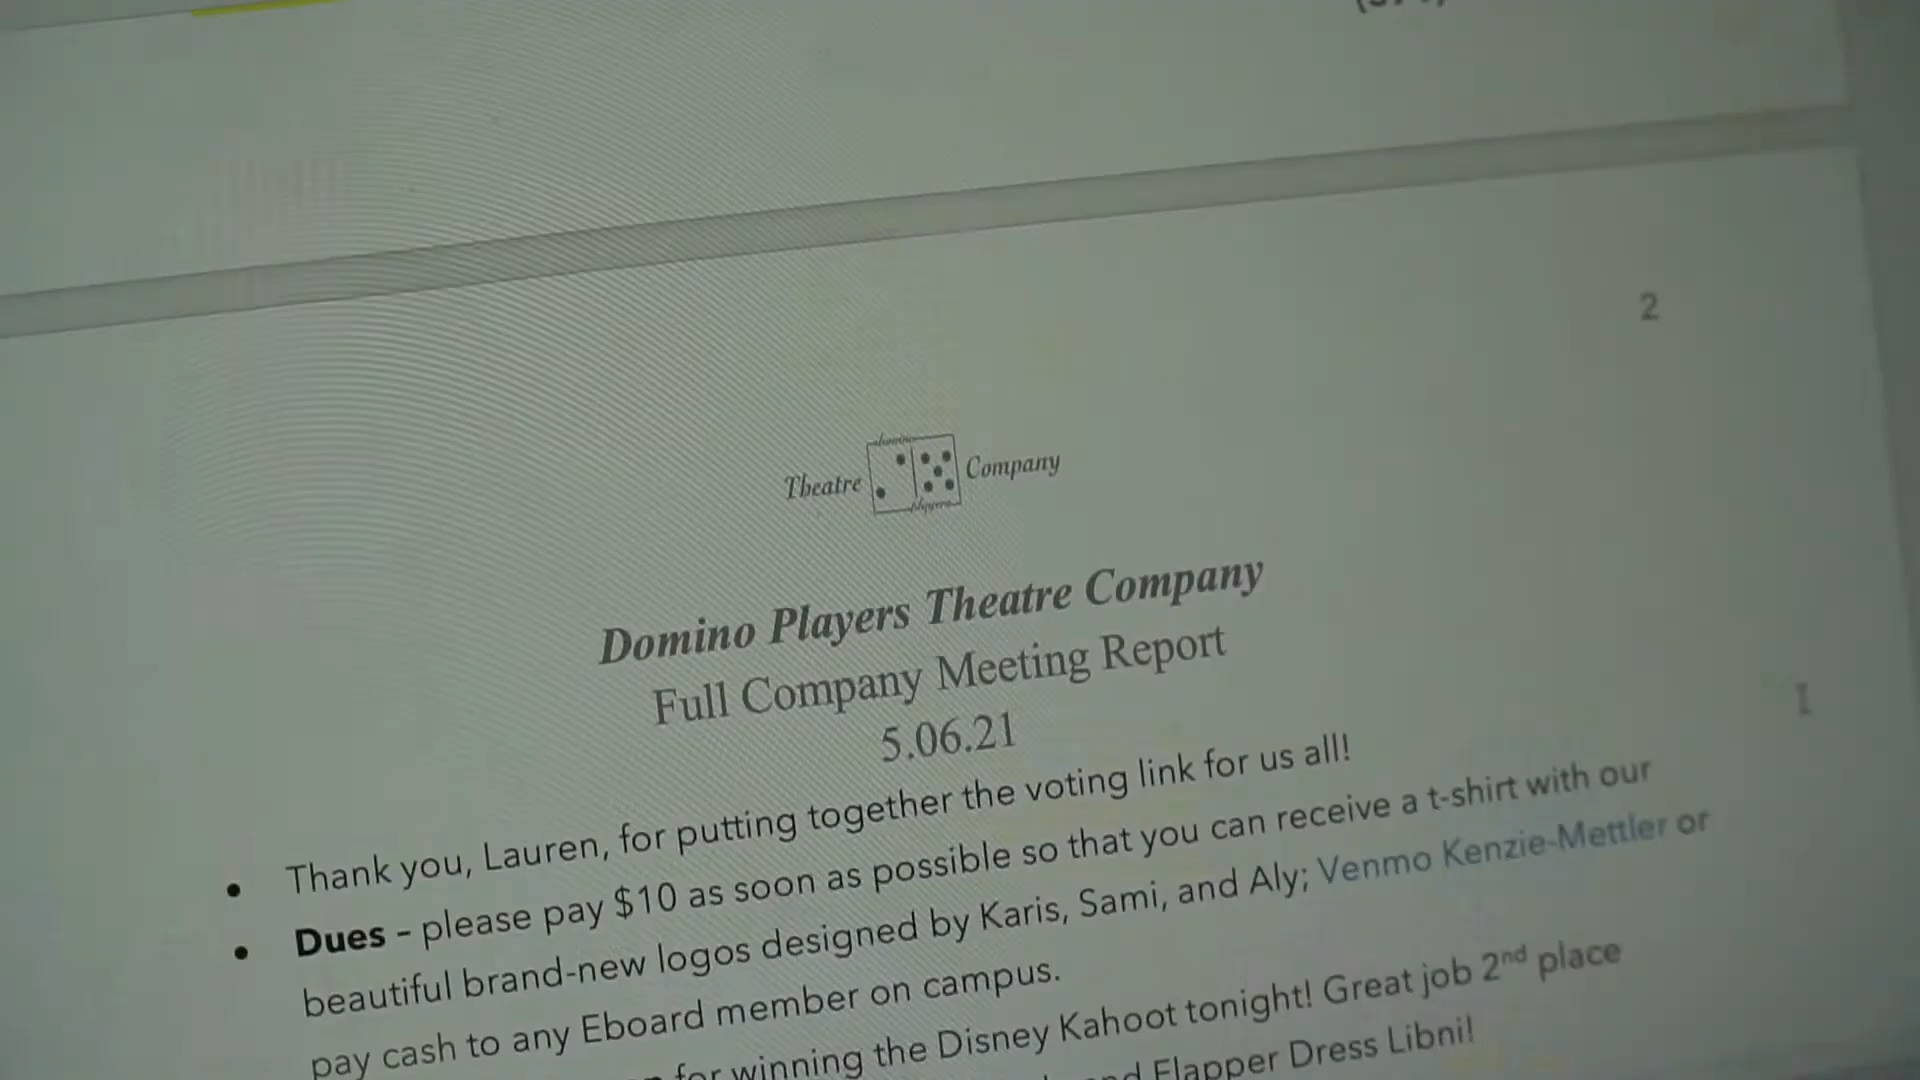 2
domino
Theatre Company
players
Domino Players Theatre Company
Full Company Meeting Report
5.06.21
Thank you, Lauren, for putting together the voting link for us all!
Dues - please pay $10 as soon as possible so that you can receive a t-shirt with our
beautiful brand-new logos designed by Karis, Sami, and Aly; Venmo Kenzie-Mettler or
pay cash to any Eboard member on campus.
for winning the Disney Kahoot tonight! Great job 2nd place
Flapper Dress Libni!